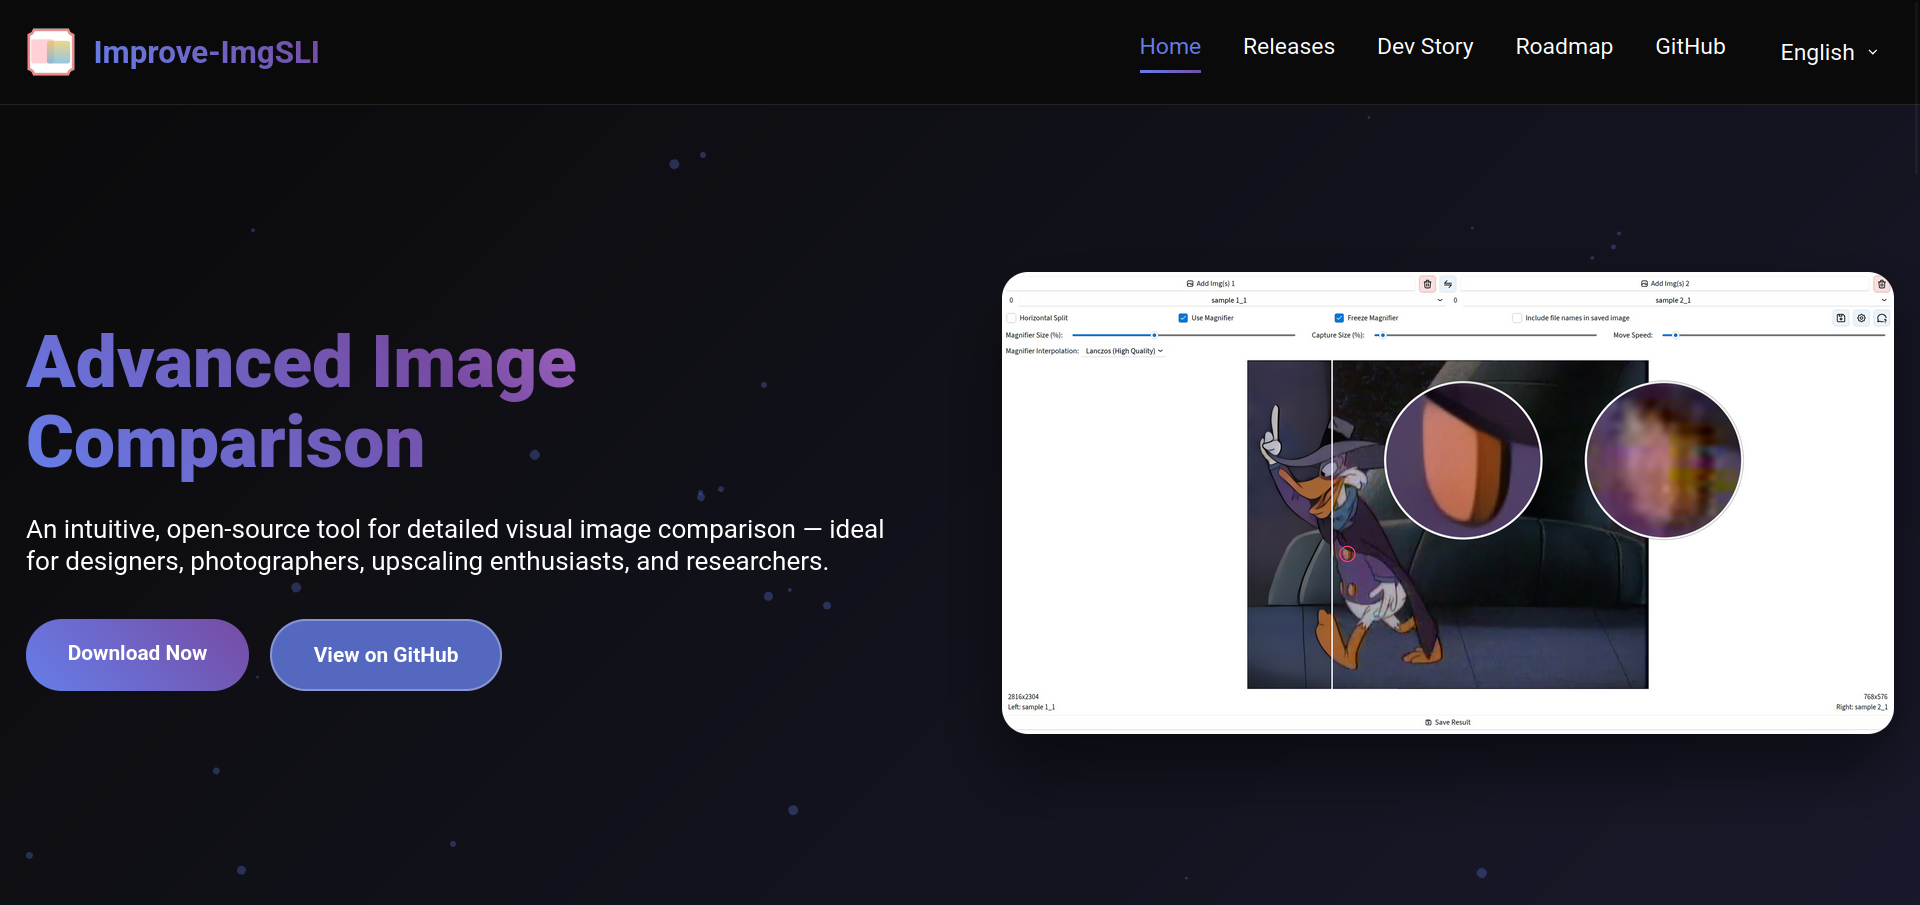 Improve-ImgSLI
Home Releases Dev Story Roadmap GitHub English
Advanced Image
Comparison
An intuitive, open-source tool for detailed visual image comparison — ideal
for designers, photographers, upscaling enthusiasts, and researchers.
Download Now View on GitHub
Add Img(s) 1 Add Img(s) 2
0 sample 1_1 0 sample 2_1
Horizontal Split Use Magnifier Freeze Magnifier Include file names in saved image
Magnifier Size (%): Capture Size (%): Move Speed:
Magnifier Interpolation: Lanczos (High Quality)
2816x2304 768x576
Left: sample 1_1 Right: sample 2_1
Save Result